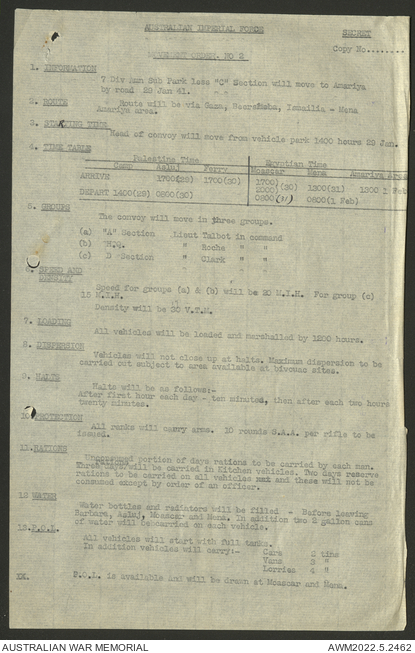 AUSTRALIAN IMPERIAL FORCE
SECRET
MOVEMENT ORDER. NO 2
Copy No........
1. INFORMATION
7 Div Amn Sub Park less "C" Section will move to Amariya
by road 29 Jan 41.
2. ROUTE
Route will be via Gaza, Beersheba, Ismailia - Mena
Amariya area.
3. STARTING TIME
Head of convoy will move from vehicle park 1400 hours 29 Jan.
4. TIME TABLE
Palestine Time Egyptian Time
Camp Asluj Ferry Moascar Mena Amariya Area
ARRIVE 1700(29) 1700(30) 1700) 1300(31) 1300 1 Feb)
(30)
DEPART 1400(29) 0800(30) 0800(31) 0800(1 Feb)
5. GROUPS
The convoy will move in three groups.
(a) "A" Section Lieut Talbot in command
(b) H.Q. " Roche " "
(c) D Section " Clark " "
6. SPEED AND
DENSITY
Speed for groups (a) & (b) will be 20 M.I.H. For group (c)
15 M.I.H.
Density will be 30 V.T.M.
7. LOADING
All vehicles will be loaded and marshalled by 1200 hours.
8. DISPERSION
Vehicles will not close up at halts. Maximum dispersion to be
carried out subject to area available at bivouac sites.
9. HALTS
Halts will be as follows:-
After first hour each day - ten minutes, then after each two hours
twenty minutes.
10. PROTECTION
All ranks will carry arms. 10 rounds S.A.A. per rifle to be
issued.
11. RATIONS
portion of days rations to be carried by each man.
Three days will be carried in Kitchen vehicles. Two days reserve
rations to be carried on all vehicles and these will not be
consumed except by order of an officer.
12 WATER
Water bottles and radiators will be filled - Before leaving
Barbara, Asluj, Moascar and Mena. In addition two 2 gallon cans
of water will becarried on each vehicle.
13. P.O.L.
All vehicles will start with full tanks.
In addition vehicles will carry:- Cars 2 tins
Vans 3 "
Lorries 4 "
XX. P.O.L. is available and will be drawn at Moascar and Mena.
AUSTRALIAN WAR MEMORIAL
AWM2022.5.2462